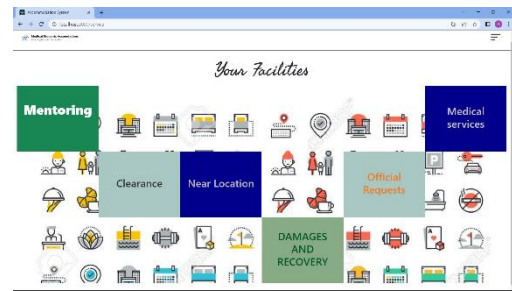 Accommodation System
Your Facilities
Mentoring
Medical
services
Clearance
Near Location
Official
Requests
DAMAGES
AND
RECOVERY
P
A
A